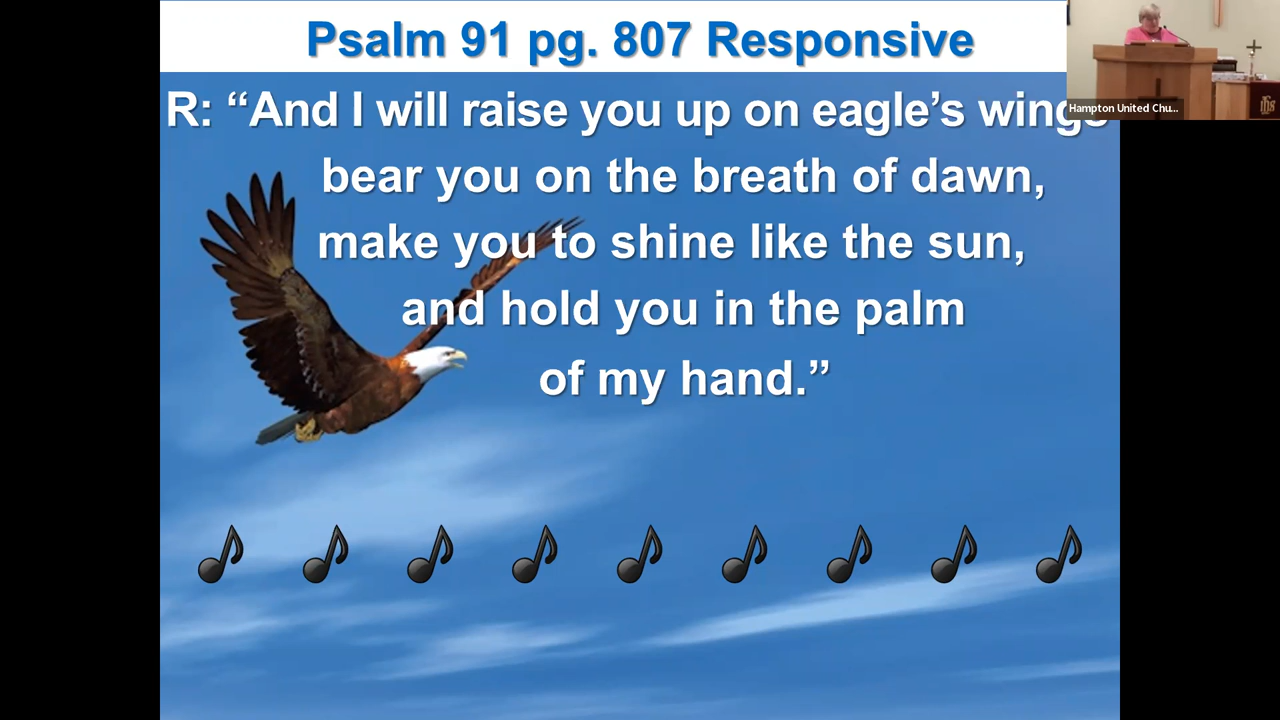 Psalm 91 pg. 807 Responsive
R: “And I will raise you up on eagle’s wings
bear you on the breath of dawn,
make you to shine like the sun,
and hold you in the palm
of my hand.”
Hampton United Chu...
ihs